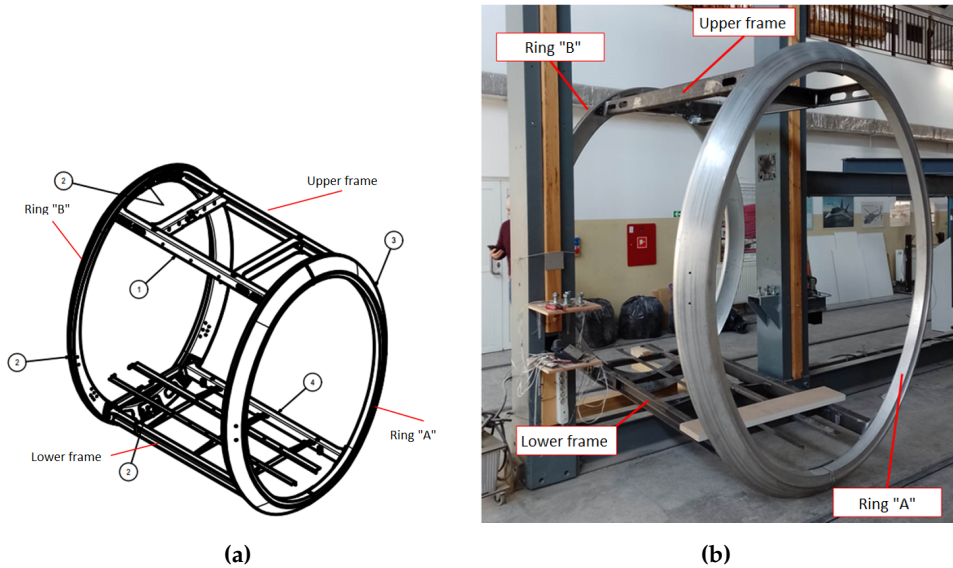 2
Ring "B"
Upper frame
3
1
2
4
Ring "A"
Lower frame
2
(a)
Upper frame
Ring "B"
Lower frame
Ring "A"
(b)